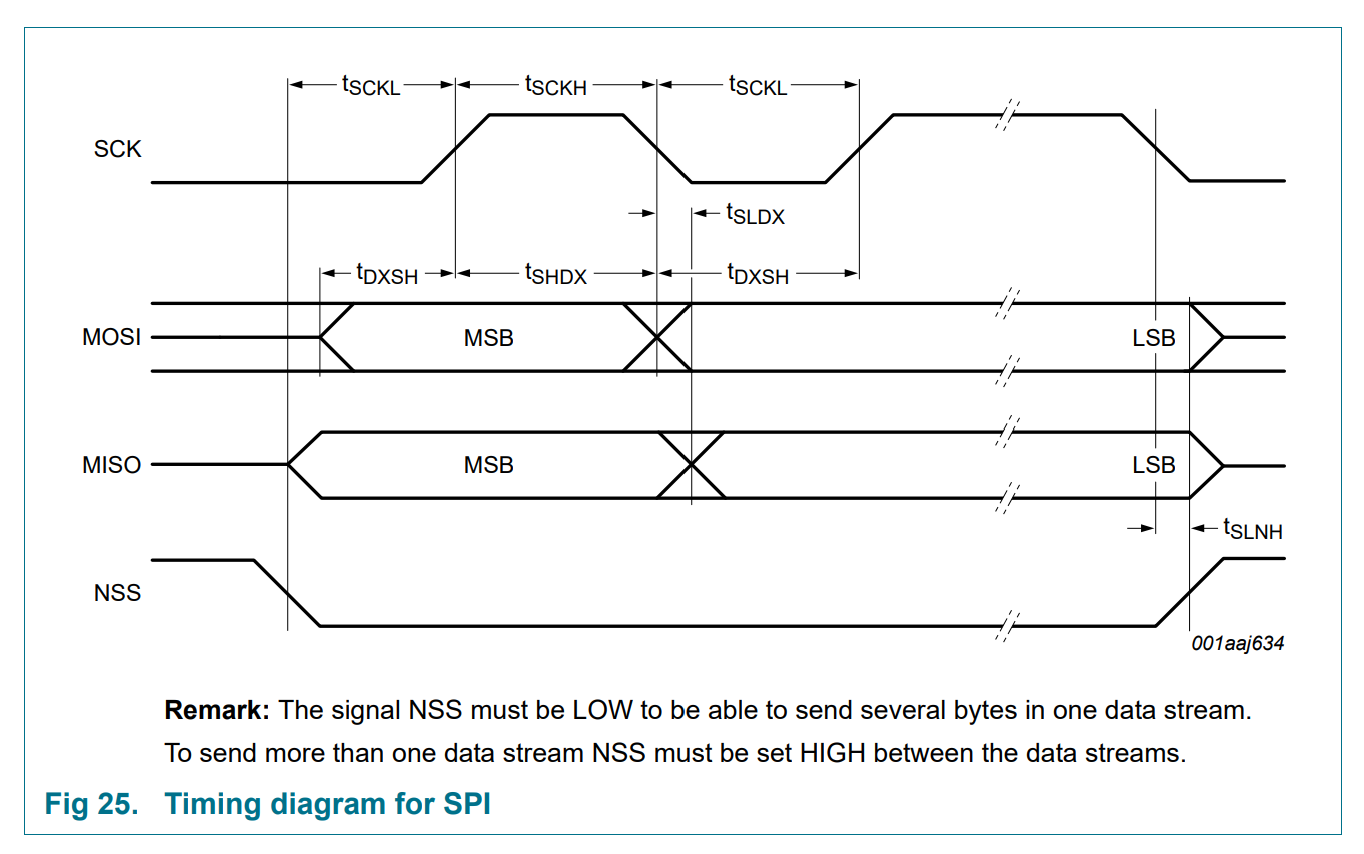 tSCKL tSCKH tSCKL
SCK
tSLDX
tDXSH tSHDX tDXSH
MOSI MSB LSB
MISO MSB LSB
tSLNH
NSS
001aaj634
Remark: The signal NSS must be LOW to be able to send several bytes in one data stream.
To send more than one data stream NSS must be set HIGH between the data streams.
Fig 25. Timing diagram for SPI